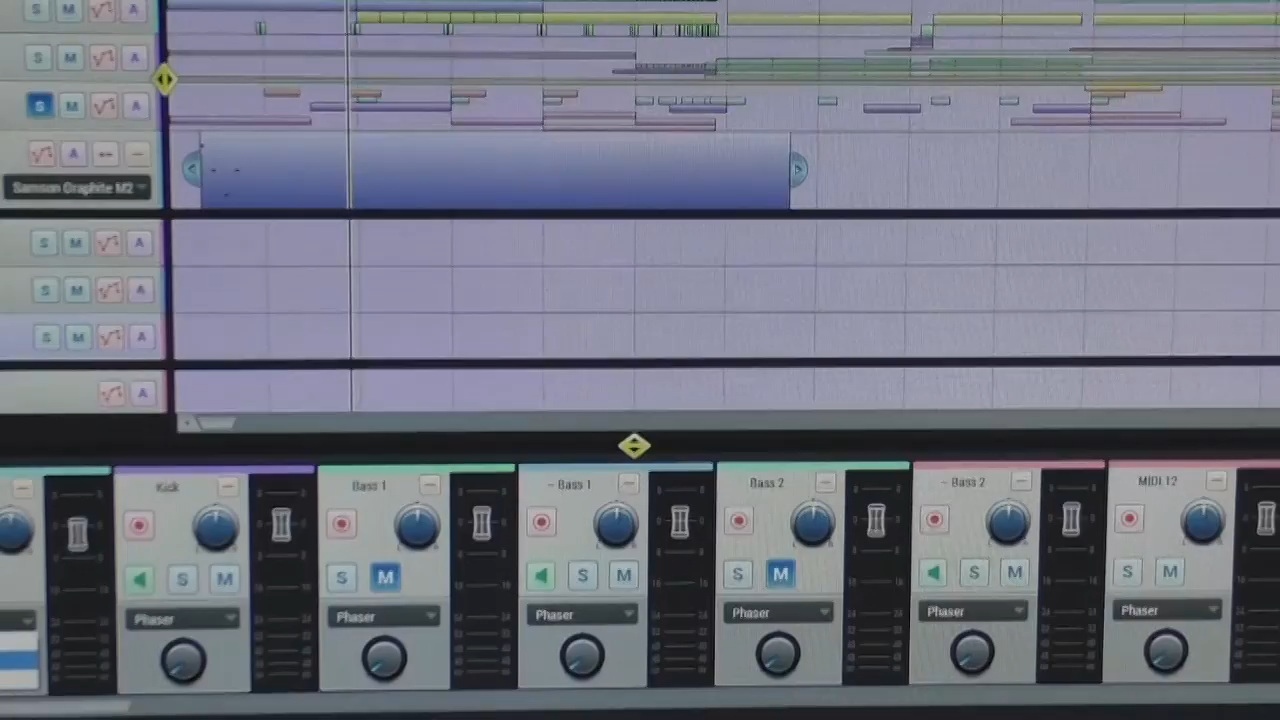 S M A
S M A
S M A
A
Samson Graphite M2
S M A
S M A
S M A
A
Kick
Bass 1
~ Bass 1
Bass 2
~ Bass 2
MIDI 12
S M
S M
S M
S M
S M
S M
Phaser
Phaser
Phaser
Phaser
Phaser
Phaser